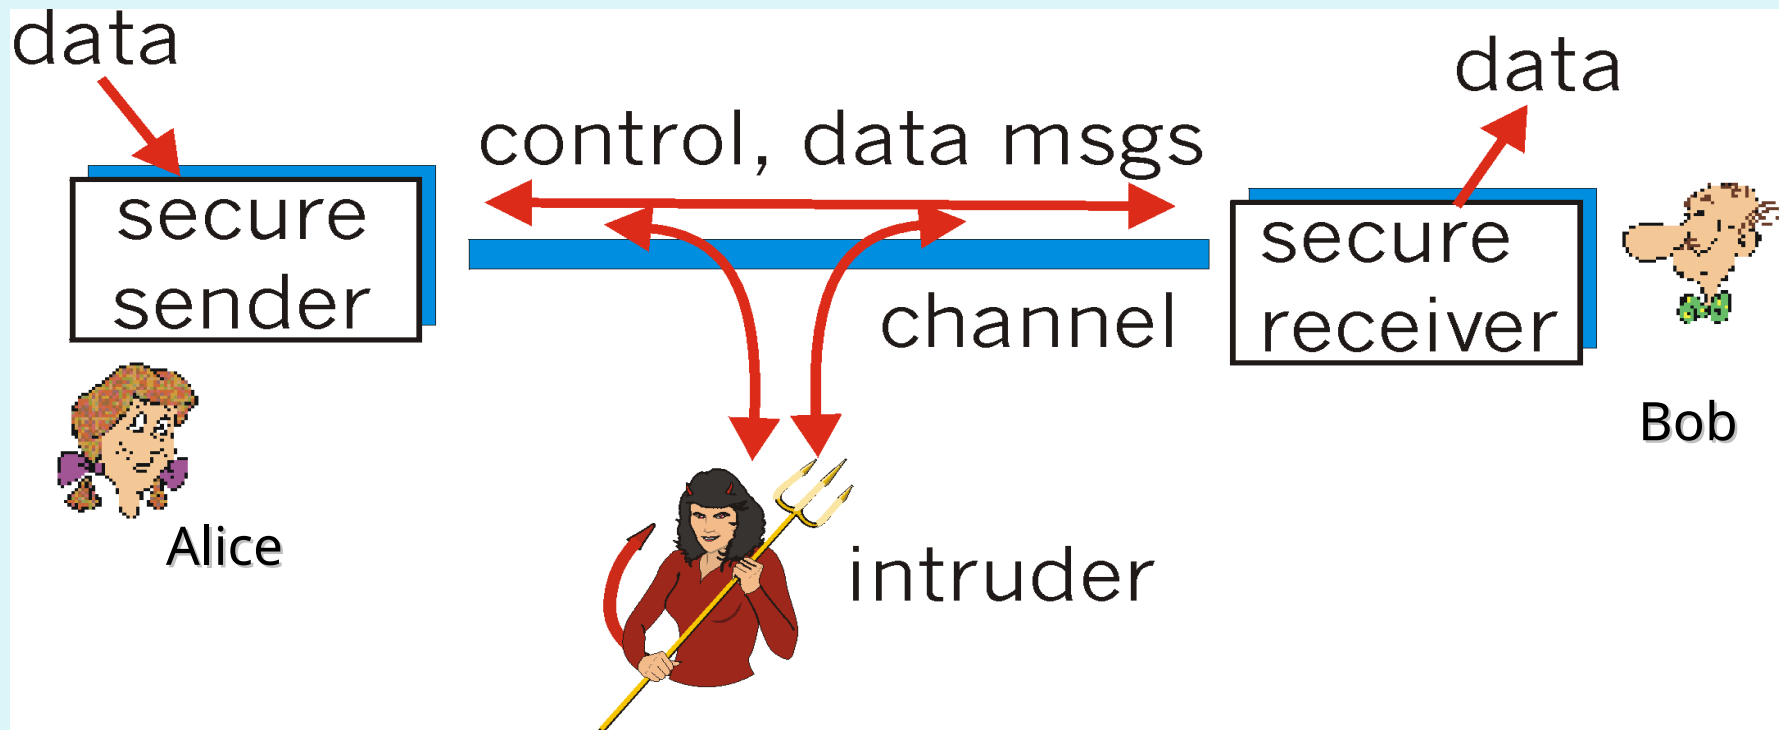 data
data
control, data msgs
secure
sender
secure
receiver
channel
Bob
Alice
intruder